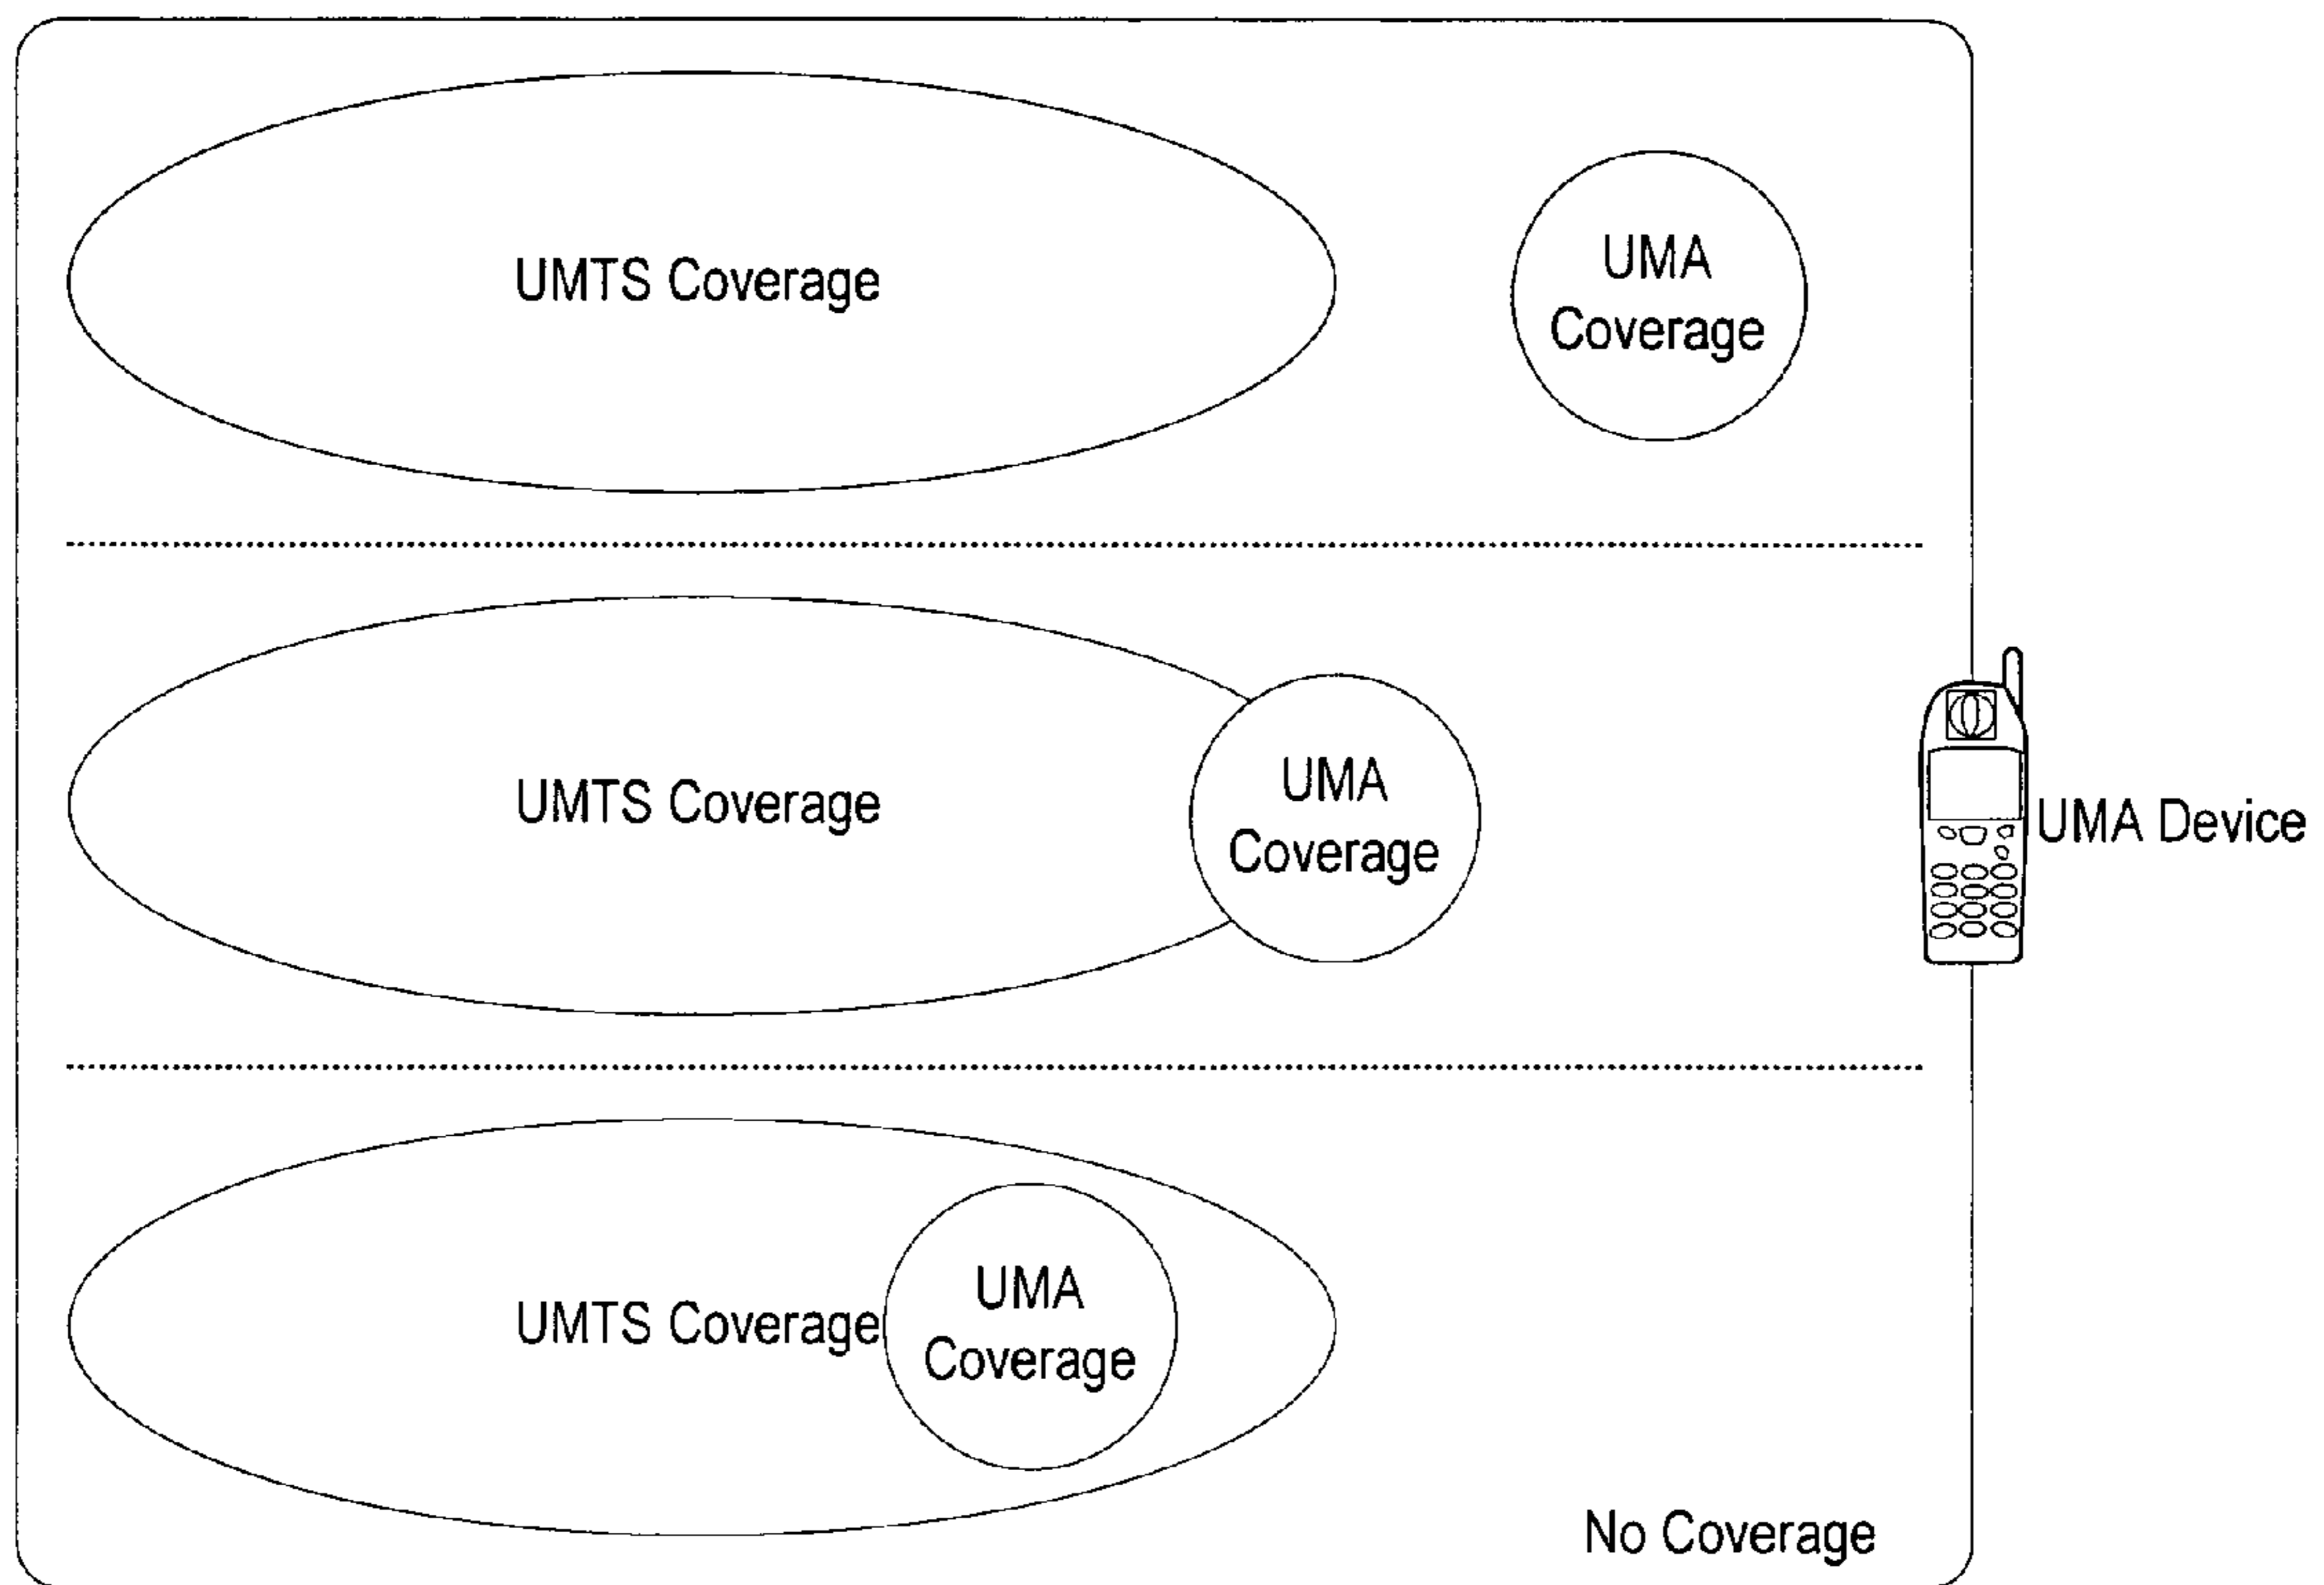 UMTS Coverage
UMA
Coverage
UMTS Coverage
UMA
Coverage
UMA Device
UMTS Coverage
UMA
Coverage
No Coverage